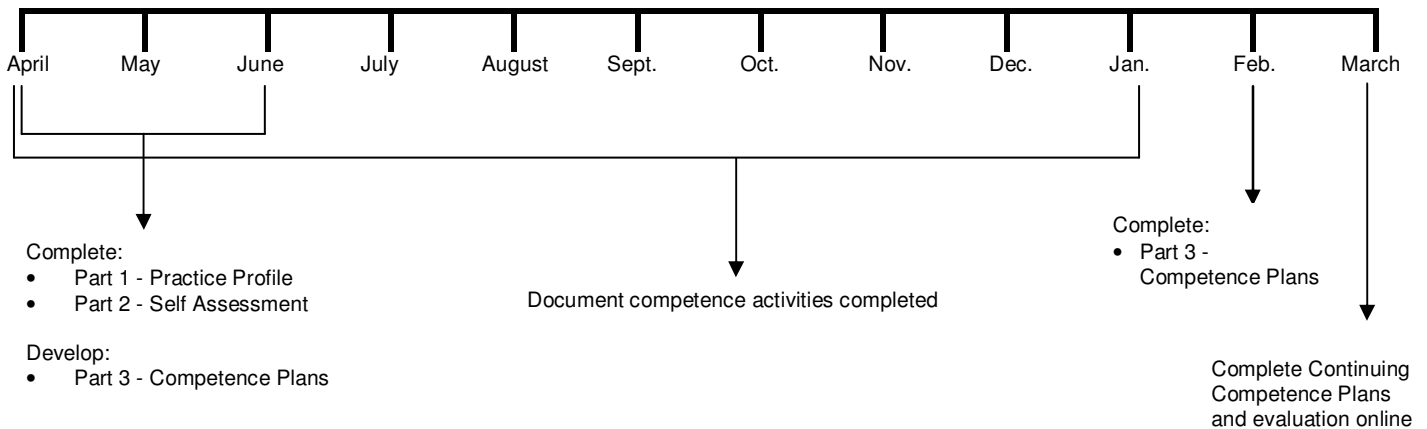 April May June July August Sept. Oct. Nov. Dec. Jan. Feb. March
Complete:
• Part 1 - Practice Profile
• Part 2 - Self Assessment
Develop:
• Part 3 - Competence Plans
Document competence activities completed
Complete:
• Part 3 -
Competence Plans
Complete Continuing
Competence Plans
and evaluation online